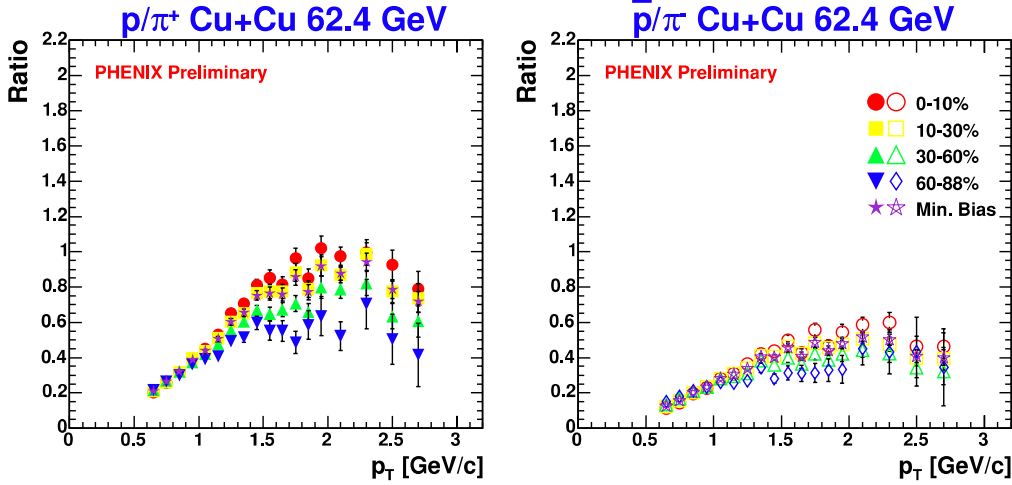 p/π⁺ Cu+Cu 62.4 GeV
Ratio
PHENIX Preliminary
2.2
2
1.8
1.6
1.4
1.2
1
0.8
0.6
0.4
0.2
0
0 0.5 1 1.5 2 2.5 3
p_T [GeV/c]
p̅/π⁻ Cu+Cu 62.4 GeV
Ratio
PHENIX Preliminary
0-10%
10-30%
30-60%
60-88%
Min. Bias
2.2
2
1.8
1.6
1.4
1.2
1
0.8
0.6
0.4
0.2
0
0 0.5 1 1.5 2 2.5 3
p_T [GeV/c]